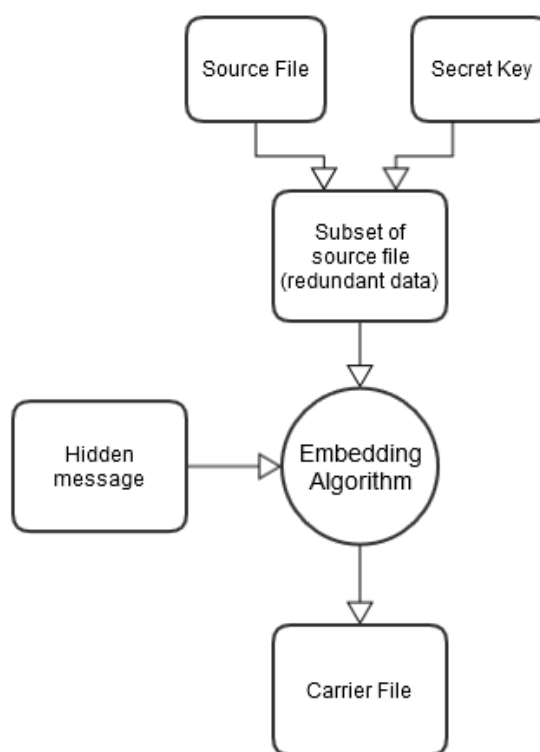 Source File
Secret Key
Subset of
source file
(redundant data)
Hidden
message
Embedding
Algorithm
Carrier File